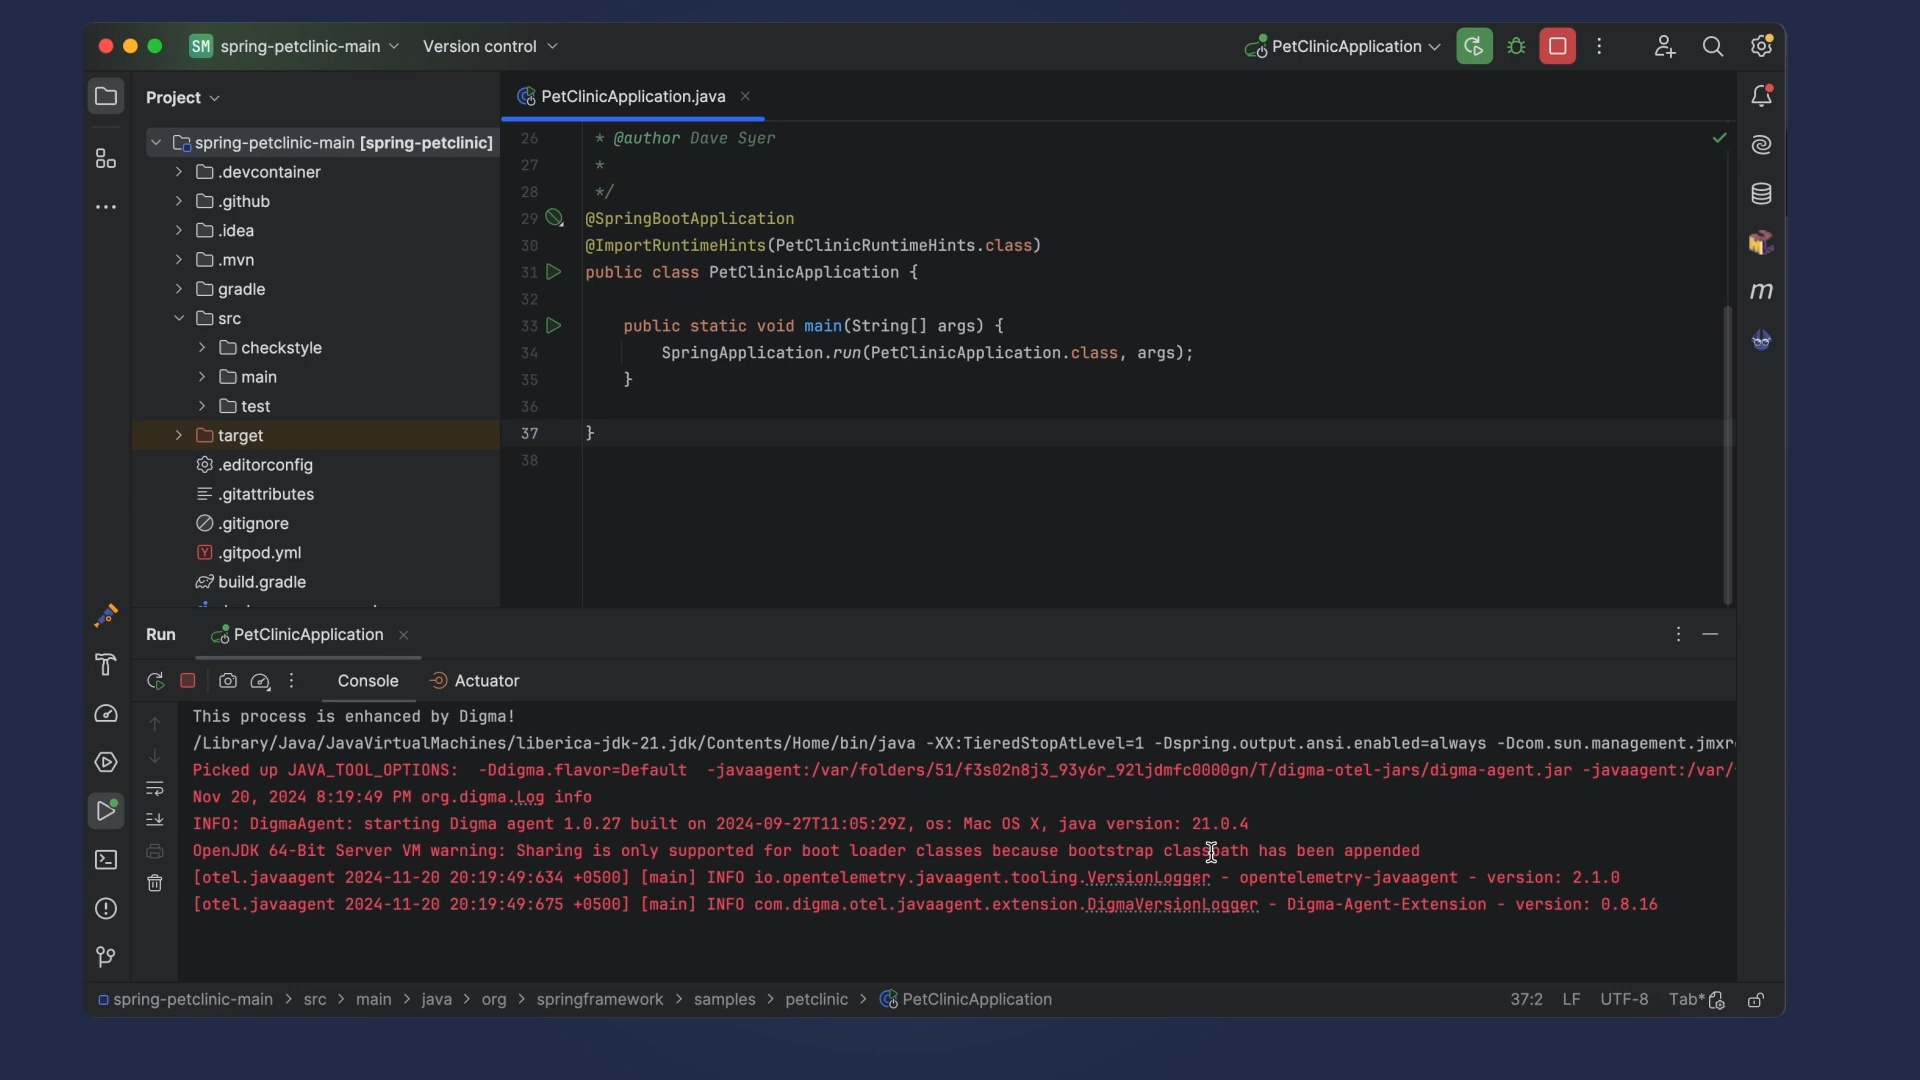 SM spring-petclinic-main Version control PetClinicApplication
Project PetClinicApplication.java
spring-petclinic-main [spring-petclinic]
.devcontainer
.github
.idea
.mvn
gradle
src
checkstyle
main
test
target
.editorconfig
.gitattributes
.gitignore
Y .gitpod.yml
build.gradle
26 * @author Dave Syer
27 *
28 */
29 @SpringBootApplication
30 @ImportRuntimeHints(PetClinicRuntimeHints.class)
31 public class PetClinicApplication {
32
33 public static void main(String[] args) {
34 SpringApplication.run(PetClinicApplication.class, args);
35 }
36
37 }
38
m
Run PetClinicApplication
Console Actuator
This process is enhanced by Digma!
/Library/Java/JavaVirtualMachines/liberica-jdk-21.jdk/Contents/Home/bin/java -XX:TieredStopAtLevel=1 -Dspring.output.ansi.enabled=always -Dcom.sun.management.jmxr
Picked up JAVA_TOOL_OPTIONS: -Ddigma.flavor=Default -javaagent:/var/folders/51/f3s02n8j3_93y6r_92ljdmfc0000gn/T/digma-otel-jars/digma-agent.jar -javaagent:/var/
Nov 20, 2024 8:19:49 PM org.digma.Log info
INFO: DigmaAgent: starting Digma agent 1.0.27 built on 2024-09-27T11:05:29Z, os: Mac OS X, java version: 21.0.4
OpenJDK 64-Bit Server VM warning: Sharing is only supported for boot loader classes because bootstrap classpath has been appended
[otel.javaagent 2024-11-20 20:19:49:634 +0500] [main] INFO io.opentelemetry.javaagent.tooling.VersionLogger - opentelemetry-javaagent - version: 2.1.0
[otel.javaagent 2024-11-20 20:19:49:675 +0500] [main] INFO com.digma.otel.javaagent.extension.DigmaVersionLogger - Digma-Agent-Extension - version: 0.8.16
spring-petclinic-main > src > main > java > org > springframework > samples > petclinic > PetClinicApplication 37:2 LF UTF-8 Tab*